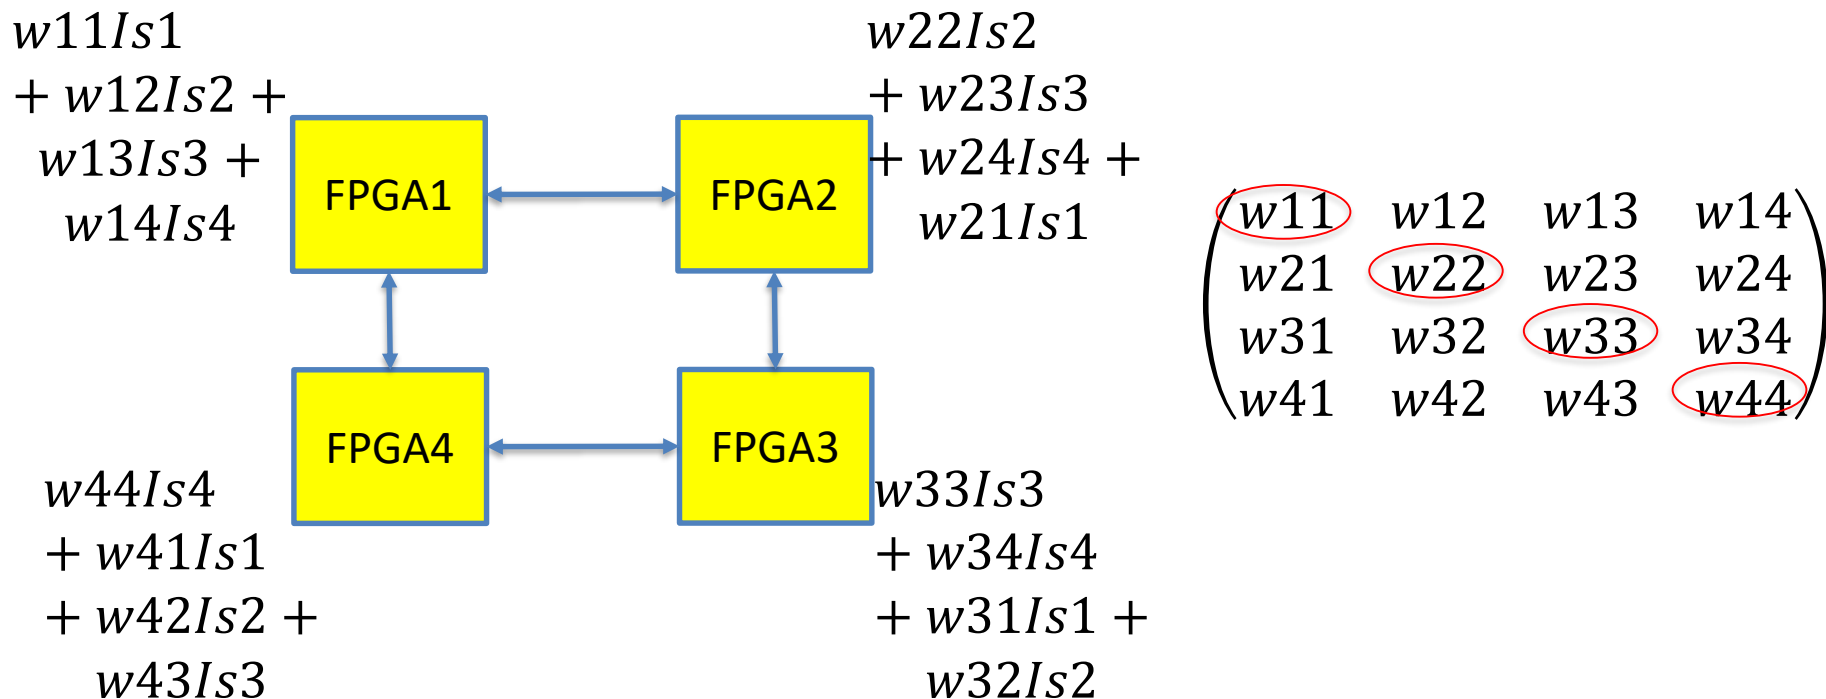 w11Is1
+ w12Is2 +
w13Is3 +
w14Is4
FPGA1
FPGA2
w22Is2
+ w23Is3
+ w24Is4 +
w21Is1
w11 w12 w13 w14
w21 w22 w23 w24
w31 w32 w33 w34
w41 w42 w43 w44
FPGA4
FPGA3
w44Is4
+ w41Is1
+ w42Is2 +
w43Is3
w33Is3
+ w34Is4
+ w31Is1 +
w32Is2